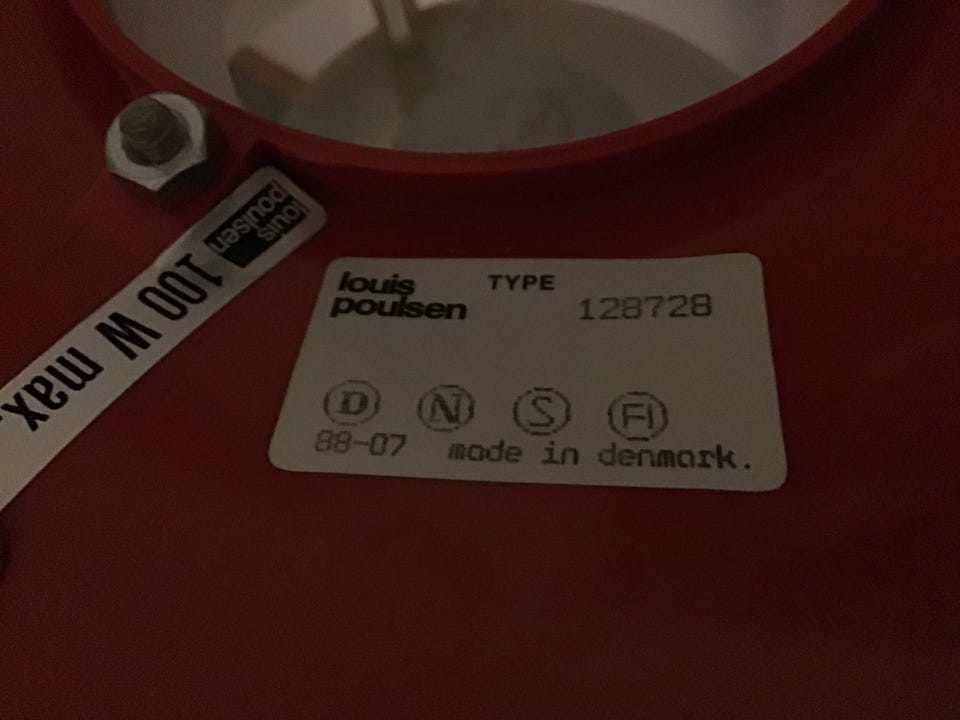 louis
poulsen
100 W max.
louis
poulsen
TYPE
128728
D N S FI
88-07 made in denmark.